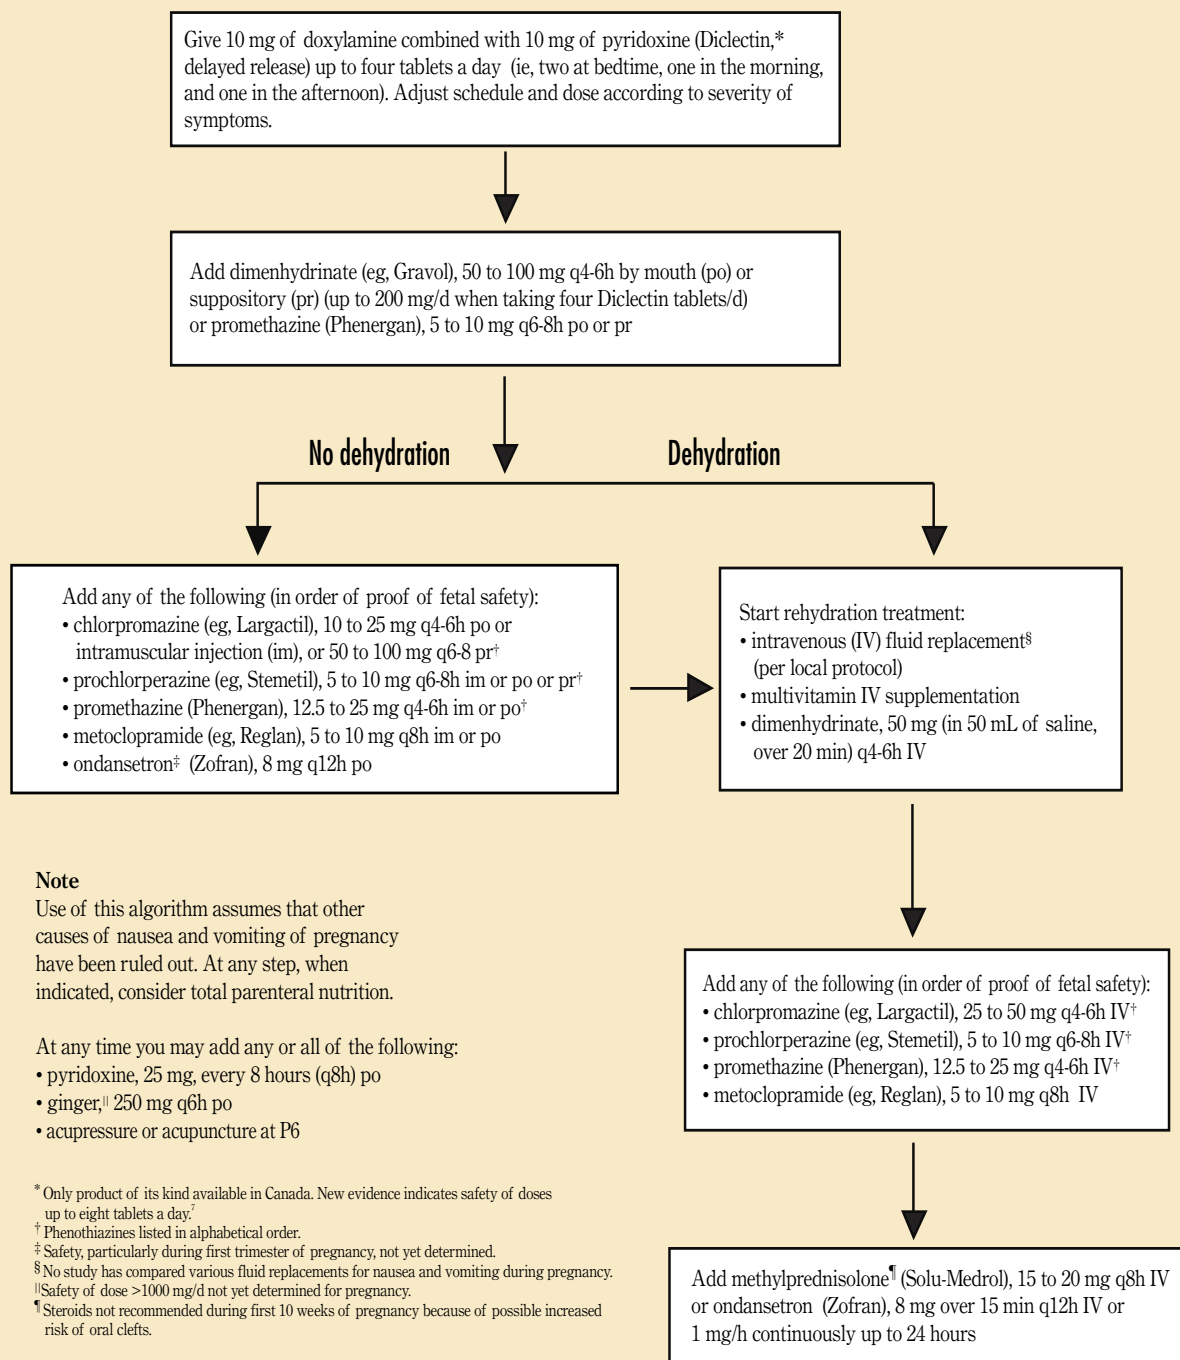 Give 10 mg of doxylamine combined with 10 mg of pyridoxine (Diclectin,*
delayed release) up to four tablets a day (ie, two at bedtime, one in the morning,
and one in the afternoon). Adjust schedule and dose according to severity of
symptoms.
Add dimenhydrinate (eg, Gravol), 50 to 100 mg q4-6h by mouth (po) or
suppository (pr) (up to 200 mg/d when taking four Diclectin tablets/d)
or promethazine (Phenergan), 5 to 10 mg q6-8h po or pr
No dehydration
Dehydration
Add any of the following (in order of proof of fetal safety):
• chlorpromazine (eg, Largactil), 10 to 25 mg q4-6h po or
intramuscular injection (im), or 50 to 100 mg q6-8 pr†
• prochlorperazine (eg, Stemetil), 5 to 10 mg q6-8h im or po or pr†
• promethazine (Phenergan), 12.5 to 25 mg q4-6h im or po†
• metoclopramide (eg, Reglan), 5 to 10 mg q8h im or po
• ondansetron‡ (Zofran), 8 mg q12h po
Start rehydration treatment:
• intravenous (IV) fluid replacement§
(per local protocol)
• multivitamin IV supplementation
• dimenhydrinate, 50 mg (in 50 mL of saline,
over 20 min) q4-6h IV
Add any of the following (in order of proof of fetal safety):
• chlorpromazine (eg, Largactil), 25 to 50 mg q4-6h IV†
• prochlorperazine (eg, Stemetil), 5 to 10 mg q6-8h IV†
• promethazine (Phenergan), 12.5 to 25 mg q4-6h IV†
• metoclopramide (eg, Reglan), 5 to 10 mg q8h IV
Add methylprednisolone¶ (Solu-Medrol), 15 to 20 mg q8h IV
or ondansetron (Zofran), 8 mg over 15 min q12h IV or
1 mg/h continuously up to 24 hours
Note
Use of this algorithm assumes that other
causes of nausea and vomiting of pregnancy
have been ruled out. At any step, when
indicated, consider total parenteral nutrition.
At any time you may add any or all of the following:
• pyridoxine, 25 mg, every 8 hours (q8h) po
• ginger,|| 250 mg q6h po
• acupressure or acupuncture at P6
* Only product of its kind available in Canada. New evidence indicates safety of doses
up to eight tablets a day.7
† Phenothiazines listed in alphabetical order.
‡ Safety, particularly during first trimester of pregnancy, not yet determined.
§ No study has compared various fluid replacements for nausea and vomiting during pregnancy.
||Safety of dose >1000 mg/d not yet determined for pregnancy.
¶ Steroids not recommended during first 10 weeks of pregnancy because of possible increased
risk of oral clefts.